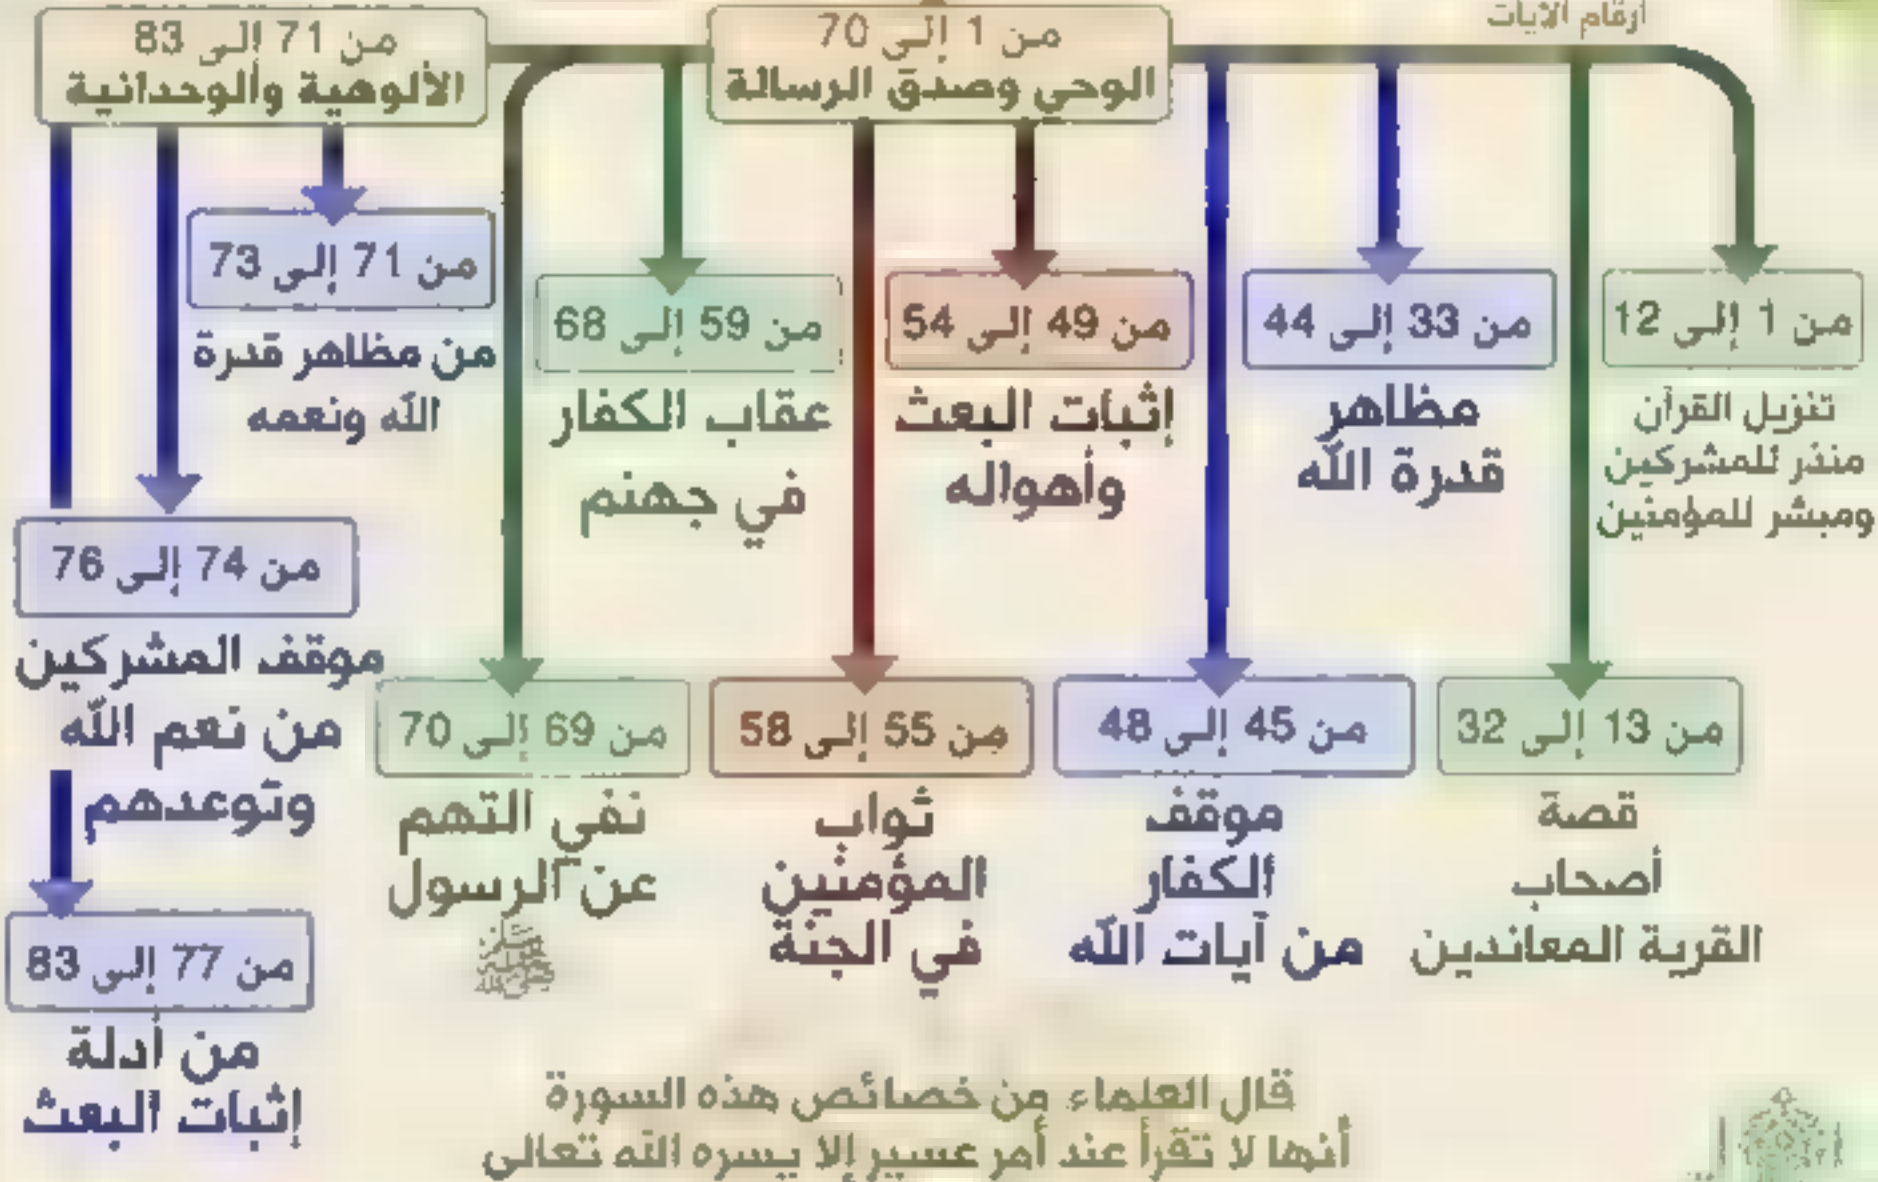 أرقام الآيات
من 1 إلى 70
الوحي وصدق الرسالة
من 71 إلى 83
الألوهية والوحدانية
من 1 إلى 12
تنزيل القرآن
منذر للمشركين
ومبشر للمؤمنين
من 13 إلى 32
قصة
أصحاب
القرية المعاندين
من 33 إلى 44
مظاهر
قدرة الله
من 45 إلى 48
موقف
الكفار
من آيات الله
من 49 إلى 54
إثبات البعث
وأهواله
من 55 إلى 58
ثواب
المؤمنين
في الجنة
من 59 إلى 68
عقاب الكفار
في جهنم
من 69 إلى 70
نفي التهم
عن الرسول
ﷺ
من 71 إلى 73
من مظاهر قدرة
الله ونعمه
من 74 إلى 76
موقف المشركين
من نعم الله
وتوعدهم
من 77 إلى 83
من أدلة
إثبات البعث
قال العلماء من خصائص هذه السورة
أنها لا تقرأ عند أمر عسير إلا يسره الله تعالى